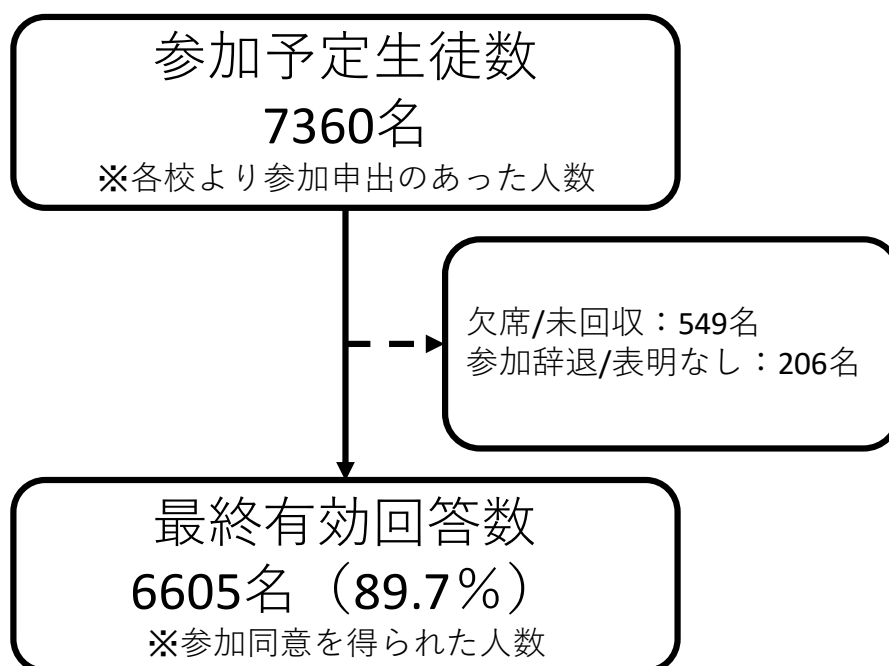 参加予定生徒数
7360名
※各校より参加申出のあった人数
欠席/未回収：549名
参加辞退/表明なし：206名
最終有効回答数
6605名（89.7％）
※参加同意を得られた人数